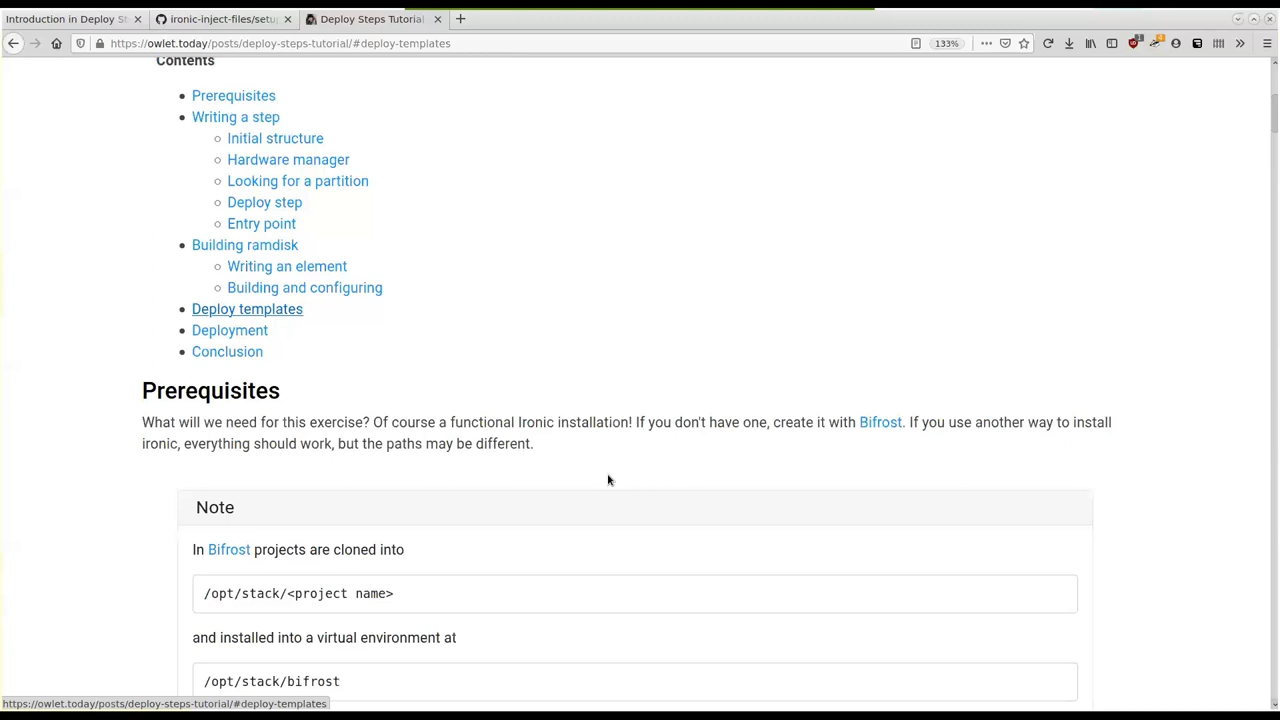 Introduction in Deploy St
ironic-inject-files/setu
Deploy Steps Tutorial
https://owlet.today/posts/deploy-steps-tutorial/#deploy-templates
133%
Contents
Prerequisites
Writing a step
Initial structure
Hardware manager
Looking for a partition
Deploy step
Entry point
Building ramdisk
Writing an element
Building and configuring
Deploy templates
Deployment
Conclusion
Prerequisites
What will we need for this exercise? Of course a functional Ironic installation! If you don't have one, create it with Bifrost. If you use another way to install
ironic, everything should work, but the paths may be different.
Note
In Bifrost projects are cloned into
/opt/stack/<project name>
and installed into a virtual environment at
/opt/stack/bifrost
https://owlet.today/posts/deploy-steps-tutorial/#deploy-templates